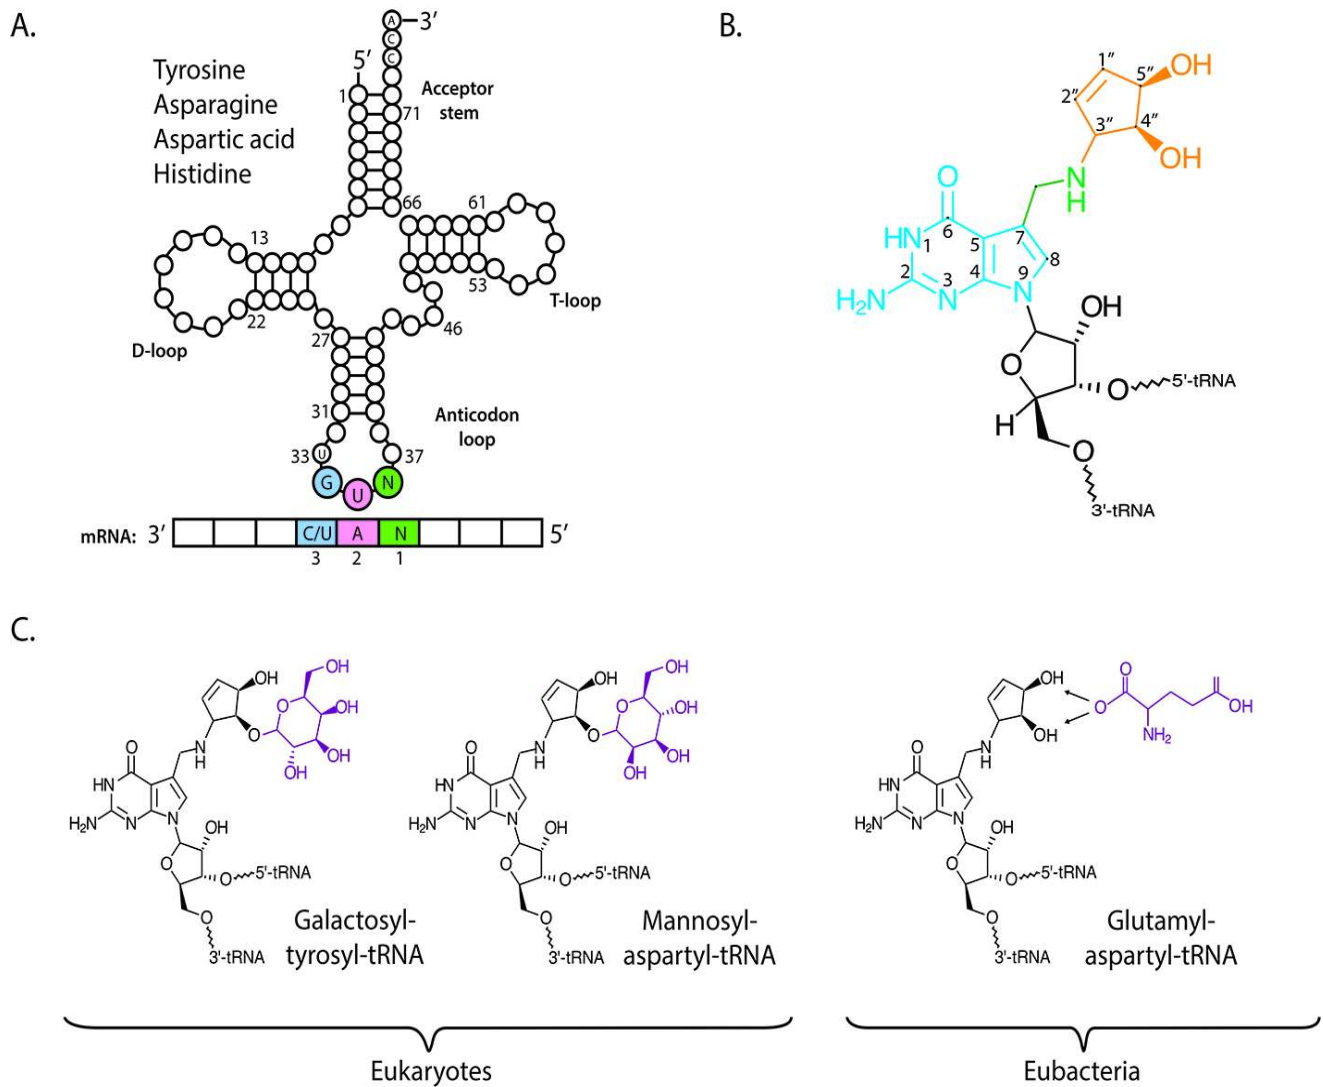 A.
A
3′
C
C
5′
1
Acceptor
stem
71
Tyrosine
Asparagine
Aspartic acid
Histidine
66
61
13
53
T-loop
22
D-loop
27
46
31
Anticodon
loop
33
U
37
G
U
N
mRNA:
3′
C/U
A
N
5′
3
2
1
B.
1″
5″
OH
2″
3″
4″
OH
O
N
H
6
HN
1
5
7
2
3
4
9
8
H₂N
N
N
OH
O
O
5'-tRNA
H
O
3'-tRNA
C.
OH
OH
O
OH
O
OH
OH
N
H
O
HN
H₂N
N
N
OH
O
O
5'-tRNA
O
3'-tRNA
Galactosyl-
tyrosyl-tRNA
OH
OH
O
OH
O
OH
OH
N
H
O
HN
H₂N
N
N
OH
O
O
5'-tRNA
O
3'-tRNA
Mannosyl-
aspartyl-tRNA
OH
OH
O
O
OH
NH₂
N
H
O
HN
H₂N
N
N
OH
O
O
5'-tRNA
O
3'-tRNA
Glutamyl-
aspartyl-tRNA
Eukaryotes
Eubacteria